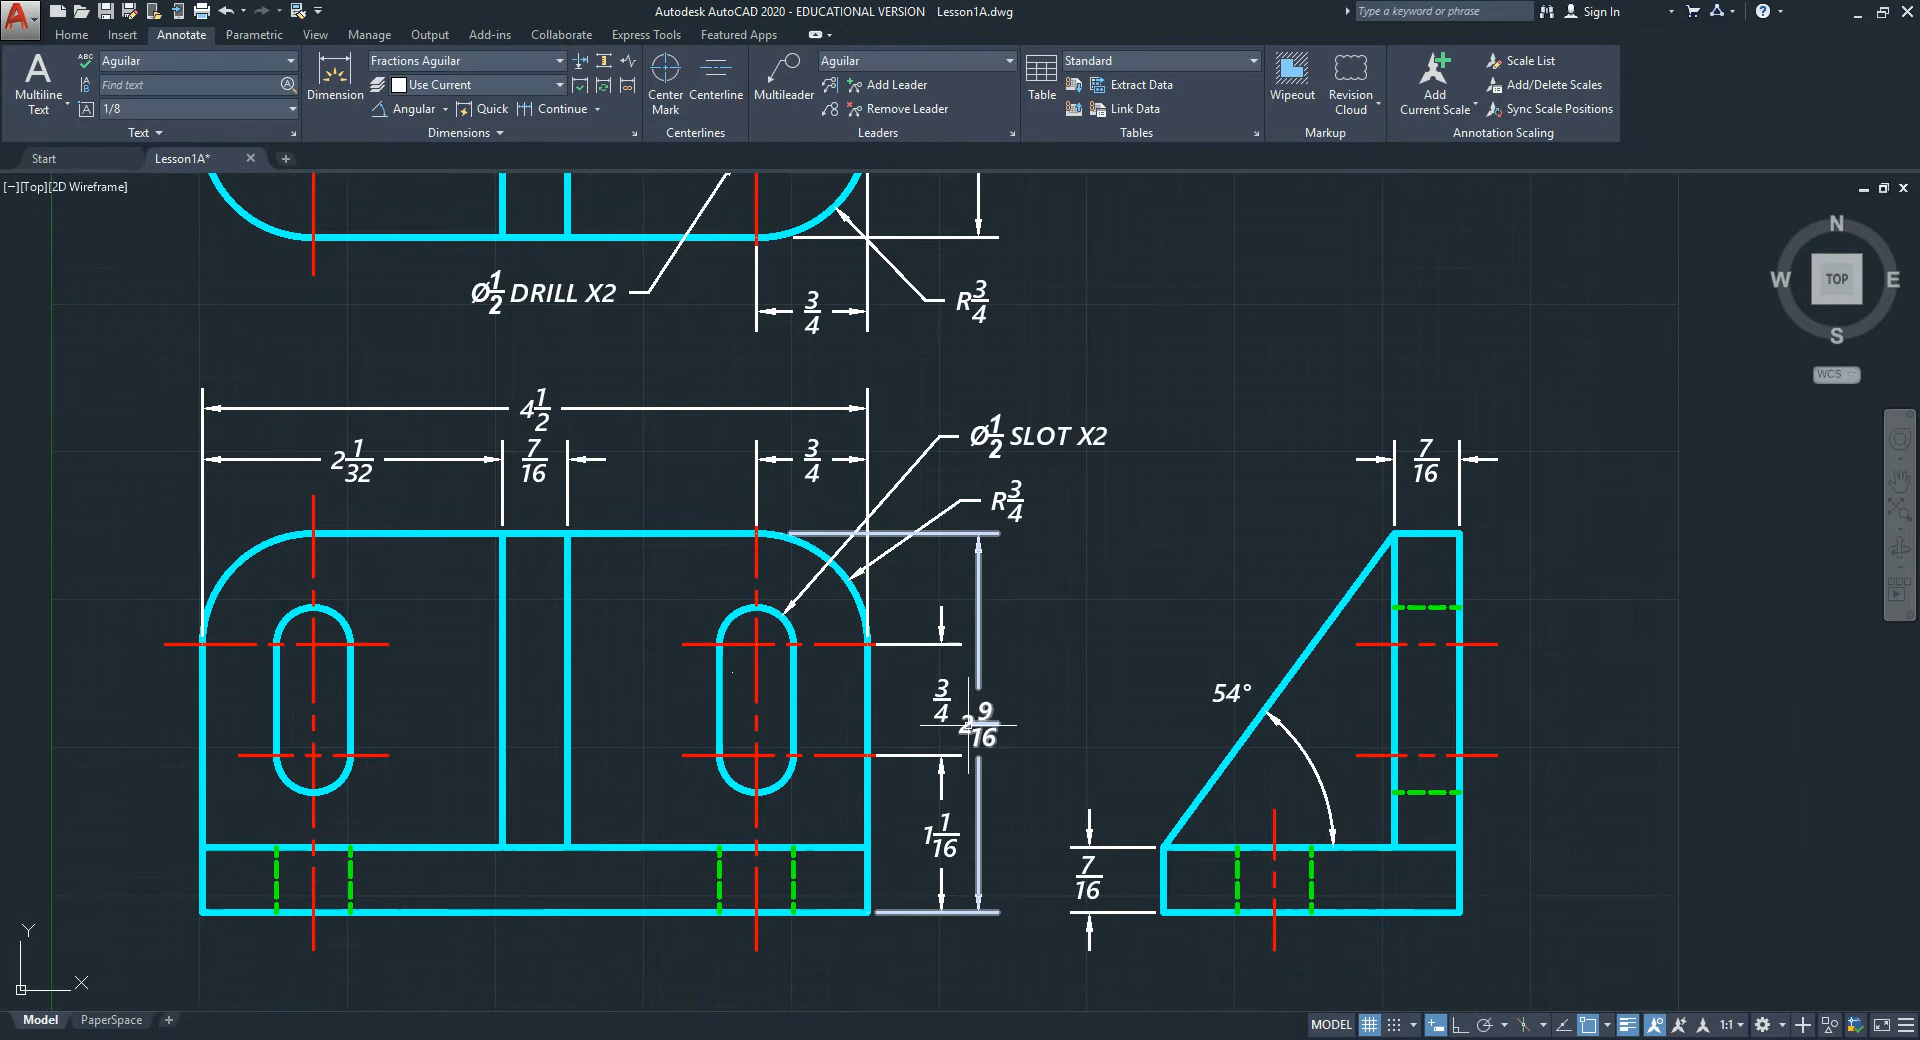 Autodesk AutoCAD 2020 - EDUCATIONAL VERSION Lesson1A.dwg
Type a keyword or phrase
Sign In
Home Insert Annotate Parametric View Manage Output Add-ins Collaborate Express Tools Featured Apps
A
Multiline
Text
ABC
Aguilar
Find text
1/8
Text
Dimension
Fractions Aguilar
Use Current
Angular Quick Continue
Dimensions
Center
Mark
Centerline
Centerlines
Multileader
Aguilar
Add Leader
Remove Leader
Leaders
Table
Standard
Extract Data
Link Data
Tables
Wipeout
Revision
Cloud
Markup
Add
Current Scale
Scale List
Add/Delete Scales
Sync Scale Positions
Annotation Scaling
Start Lesson1A*
[−][Top][2D Wireframe]
N
W TOP E
S
WCS
Ø1/2 DRILL X2
3/4
R3/4
4 1/2
Ø1/2 SLOT X2
2 1/32
7/16
3/4
7/16
R3/4
54°
3/4
2 9/16
1 1/16
7/16
Y
X
Model PaperSpace
MODEL
1:1